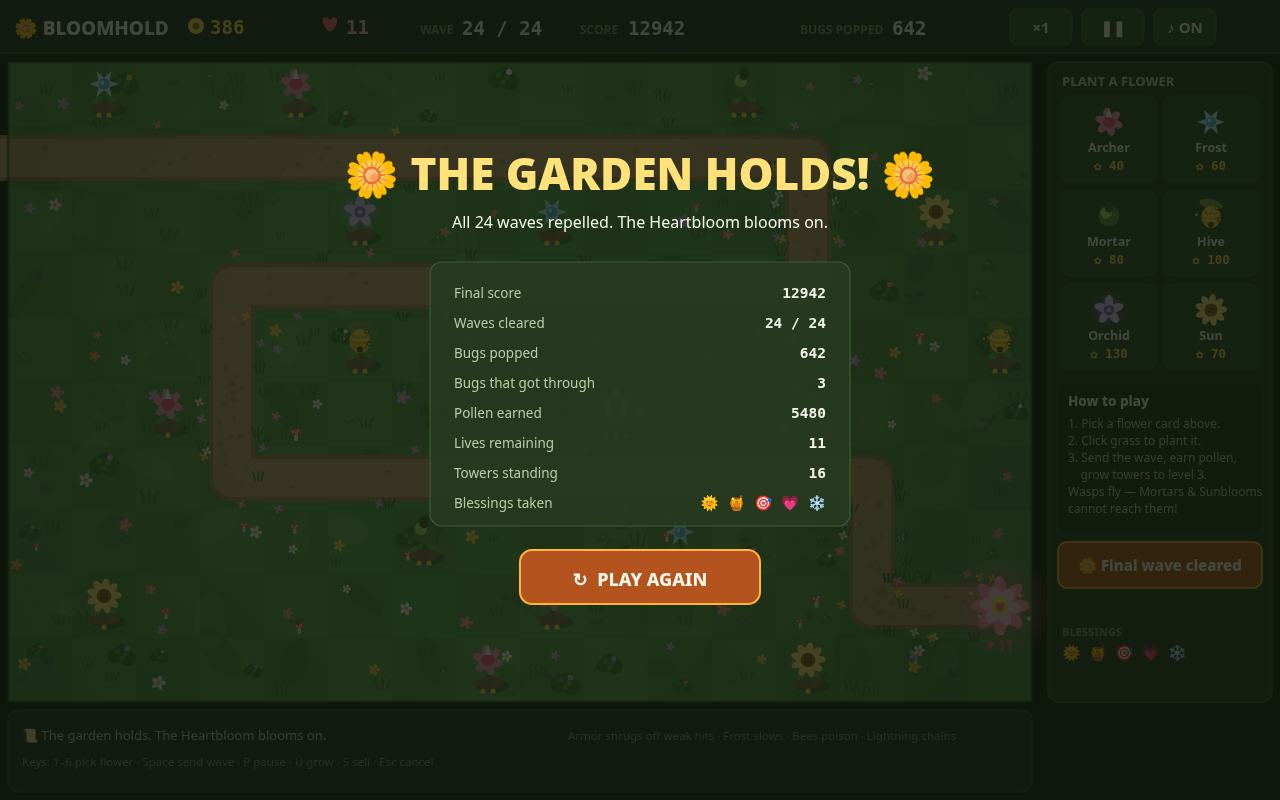 🌼 BLOOMHOLD 386 11 WAVE 24 / 24 SCORE 12942 BUGS POPPED 642 ×1 ❚❚ ♪ ON
🌼 THE GARDEN HOLDS! 🌼
All 24 waves repelled. The Heartbloom blooms on.
Final score 12942
Waves cleared 24 / 24
Bugs popped 642
Bugs that got through 3
Pollen earned 5480
Lives remaining 11
Towers standing 16
Blessings taken 🌞 🍯 🎯 💗 ❄️
↻ PLAY AGAIN
♥ 11
PLANT A FLOWER
Archer Frost
✿ 40 ✿ 60
Mortar Hive
✿ 80 ✿ 100
Orchid Sun
✿ 130 ✿ 70
How to play
1. Pick a flower card above.
2. Click grass to plant it.
3. Send the wave, earn pollen,
grow towers to level 3.
Wasps fly — Mortars & Sunblooms
cannot reach them!
🌼 Final wave cleared
BLESSINGS
🌞 🍯 🎯 💗 ❄️
📜 The garden holds. The Heartbloom blooms on. Armor shrugs off weak hits · Frost slows · Bees poison · Lightning chains
Keys: 1–6 pick flower · Space send wave · P pause · U grow · S sell · Esc cancel